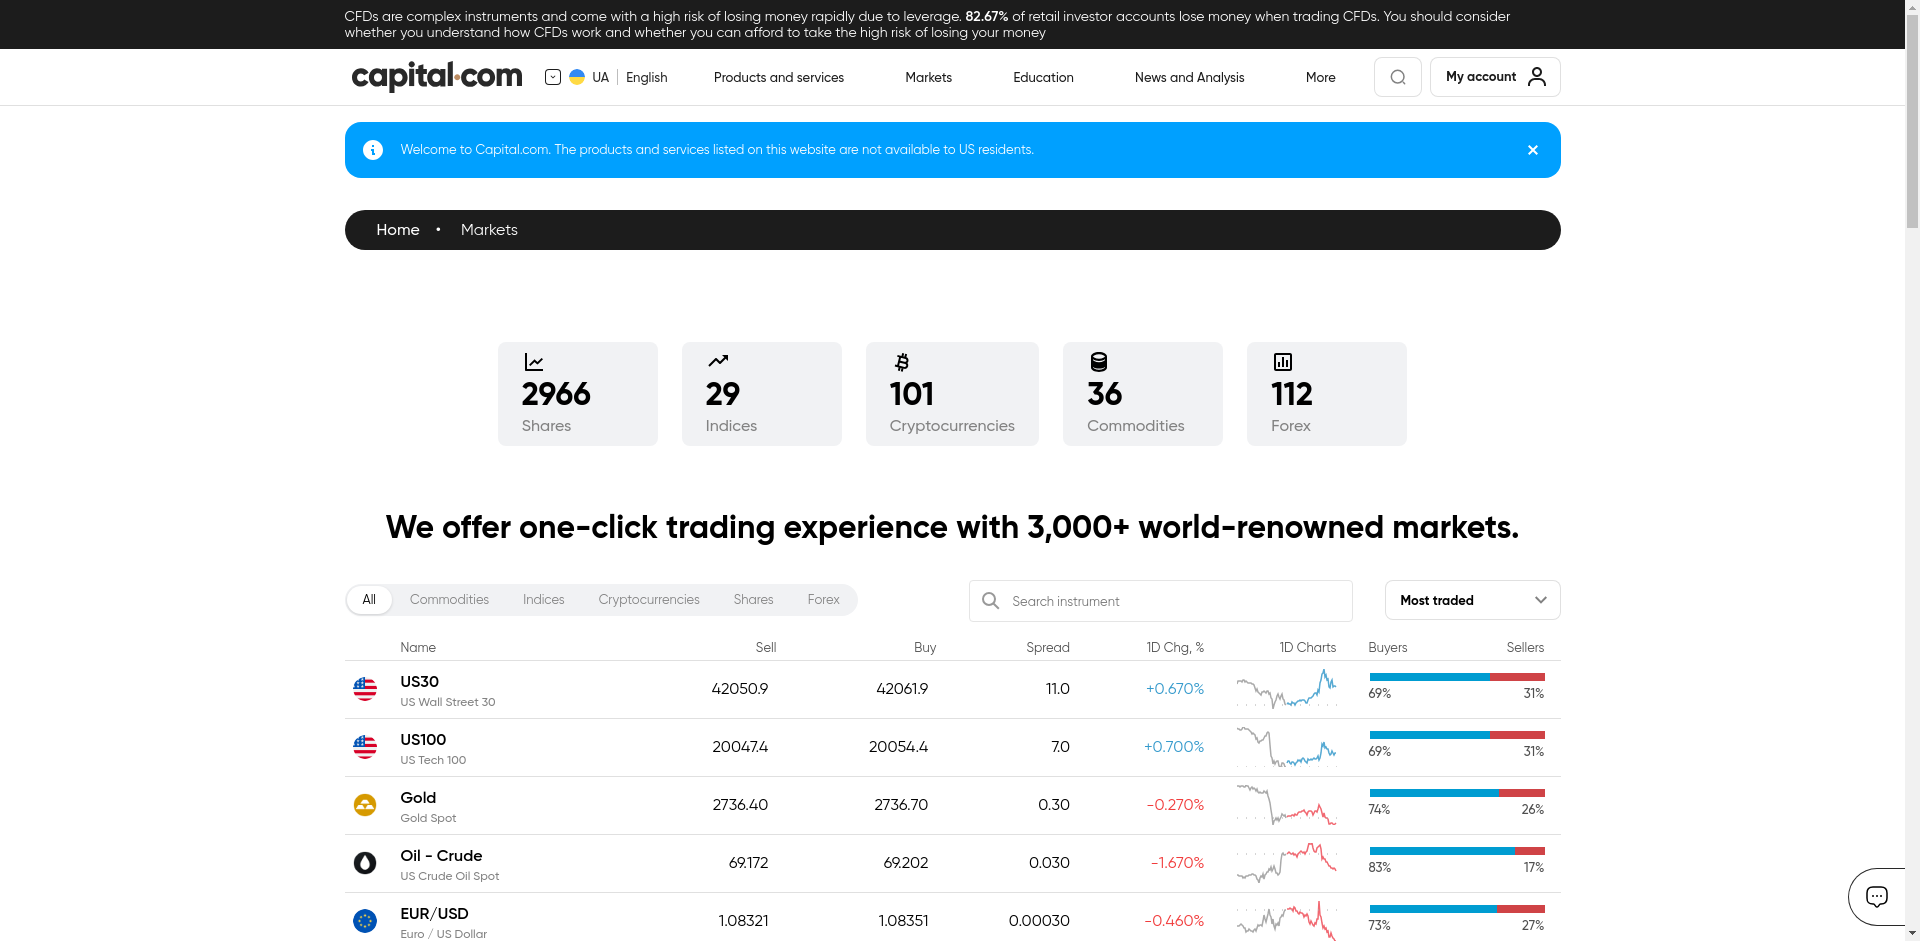 CFDs are complex instruments and come with a high risk of losing money rapidly due to leverage. 82.67% of retail investor accounts lose money when trading CFDs. You should consider
whether you understand how CFDs work and whether you can afford to take the high risk of losing your money
capital.com UA English Products and services Markets Education News and Analysis More My account
Welcome to Capital.com. The products and services listed on this website are not available to US residents.
Home • Markets
2966 29 101 36 112
Shares Indices Cryptocurrencies Commodities Forex
We offer one-click trading experience with 3,000+ world-renowned markets.
All Commodities Indices Cryptocurrencies Shares Forex Search instrument Most traded
Name Sell Buy Spread 1D Chg, % 1D Charts Buyers Sellers
US30 42050.9 42061.9 11.0 +0.670% 69% 31%
US Wall Street 30
US100 20047.4 20054.4 7.0 +0.700% 69% 31%
US Tech 100
Gold 2736.40 2736.70 0.30 -0.270% 74% 26%
Gold Spot
Oil - Crude 69.172 69.202 0.030 -1.670% 83% 17%
US Crude Oil Spot
EUR/USD 1.08321 1.08351 0.00030 -0.460% 73% 27%
Euro / US Dollar